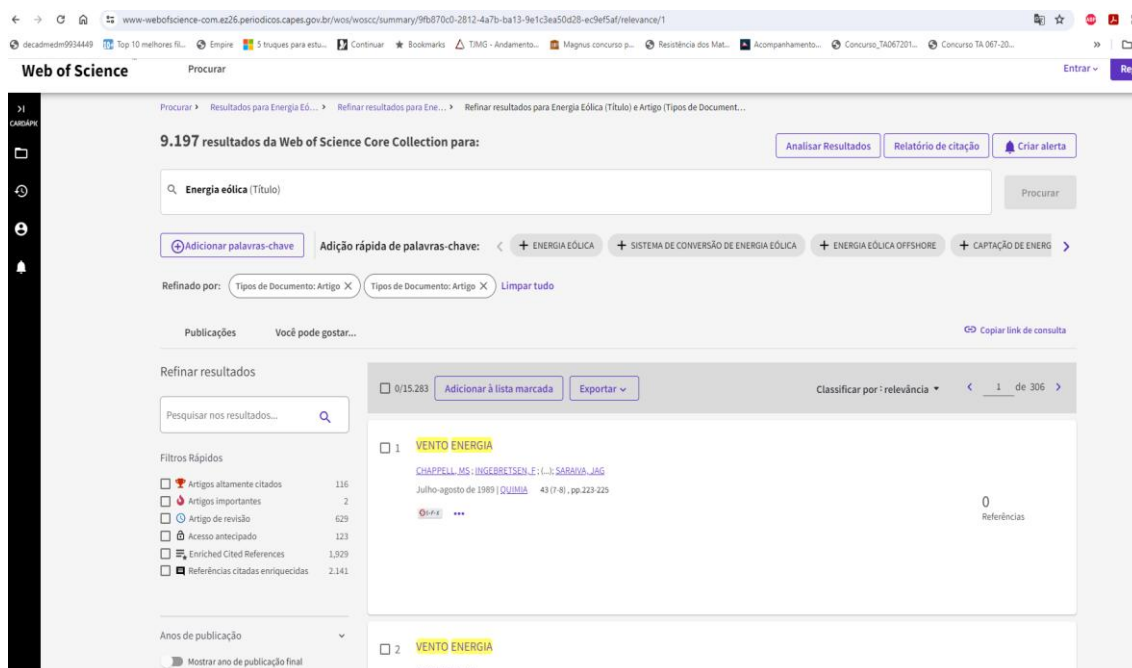 www-webofscience-com.ez26.periodicos.capes.gov.br/wos/woscc/summary/9fb870c0-2812-4a7b-ba13-9e1c3ea50d28-ec9ef5af/relevance/1
decadmedm9934449 Top 10 melhores fil... Empire 5 truques para estu... Continuar Bookmarks TJMG - Andamento... Magnus concurso p... Resistência dos Mat... Acompanhamento... Concurso_TA067201... Concurso TA 067-20... »
Web of Science Procurar Entrar Re
CARDÁPI
Procurar > Resultados para Energia Eó... > Refinar resultados para Ene... > Refinar resultados para Energia Eólica (Título) e Artigo (Tipos de Document...
9.197 resultados da Web of Science Core Collection para:
Analisar Resultados Relatório de citação Criar alerta
Energia eólica (Título) Procurar
Adicionar palavras-chave Adição rápida de palavras-chave: < + ENERGIA EÓLICA + SISTEMA DE CONVERSÃO DE ENERGIA EÓLICA + ENERGIA EÓLICA OFFSHORE + CAPTAÇÃO DE ENERG >
Refinado por: Tipos de Documento: Artigo X Tipos de Documento: Artigo X Limpar tudo
Publicações Você pode gostar... Copiar link de consulta
Refinar resultados
0/15.283 Adicionar à lista marcada Exportar Classificar por : relevância < 1 de 306 >
Pesquisar nos resultados...
Filtros Rápidos
Artigos altamente citados 116
Artigos importantes 2
Artigo de revisão 629
Acesso antecipado 123
Enriched Cited References 1,929
Referências citadas enriquecidas 2.141
Anos de publicação
Mostrar ano de publicação final
1 VENTO ENERGIA
CHAPPELL, MS ; INGEBRETSEN, F ; (...); SARAIVA, JAG
Julho-agosto de 1989 | QUIMIA 43 (7-8) , pp.223-225
0
Referências
2 VENTO ENERGIA